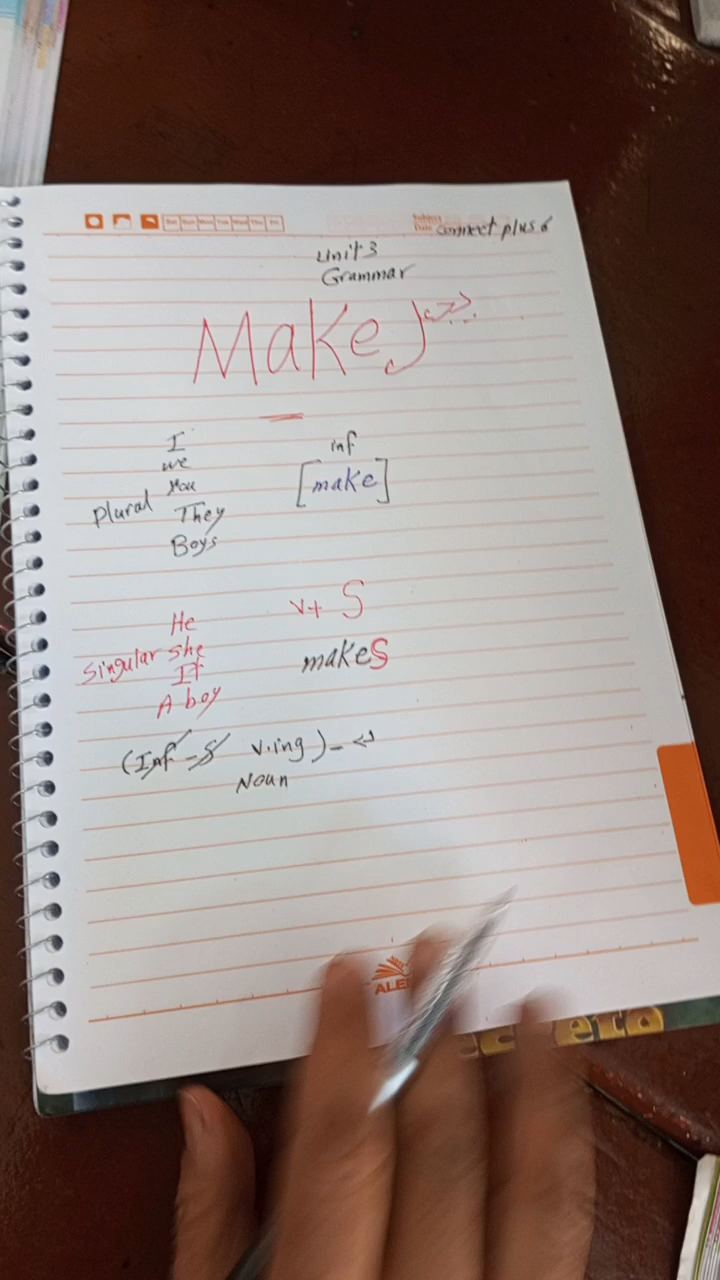 connect plus 6
Unit 3
Grammar
Make
I
we
you
They
Boys
plural
inf
[make]
He
she
It
A boy
Singular
v+ S
makeS
(Inf - S v.ing) -
Noun